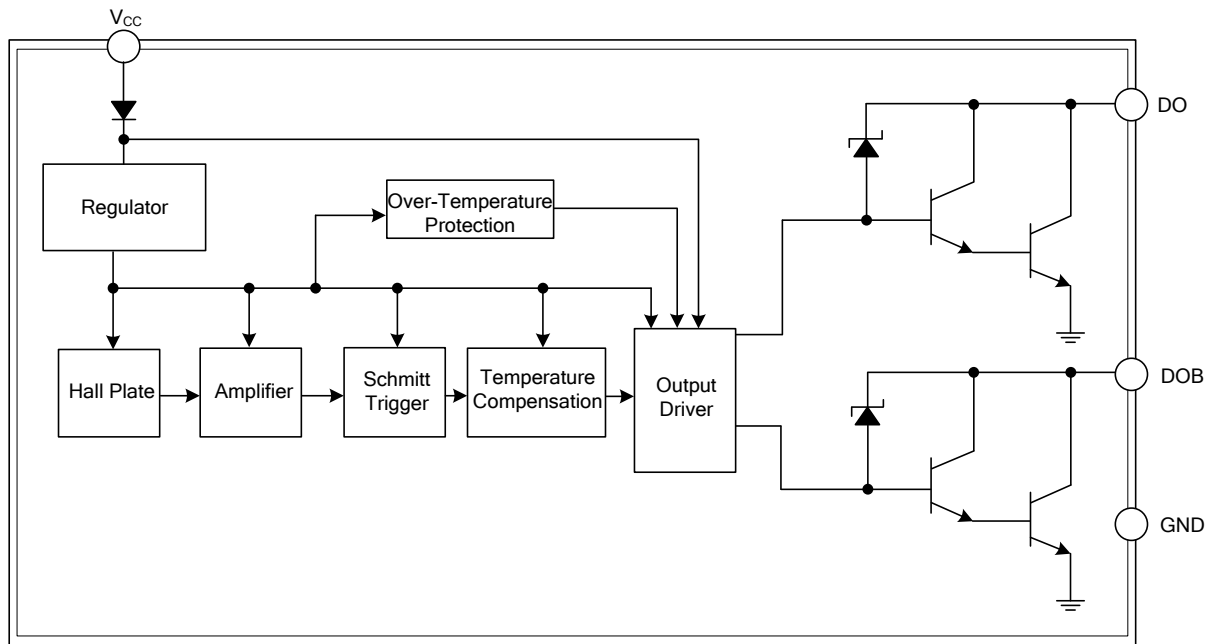 VCC
DO
Regulator
Over-Temperature
Protection
Hall Plate
Amplifier
Schmitt
Trigger
Temperature
Compensation
Output
Driver
DOB
GND